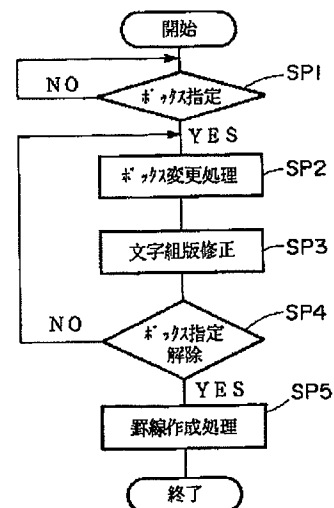 開始
SP1
NO
ボックス指定
YES
SP2
ボックス変更処理
SP3
文字組版修正
SP4
NO
ボックス指定
解除
YES
SP5
罫線作成処理
終了